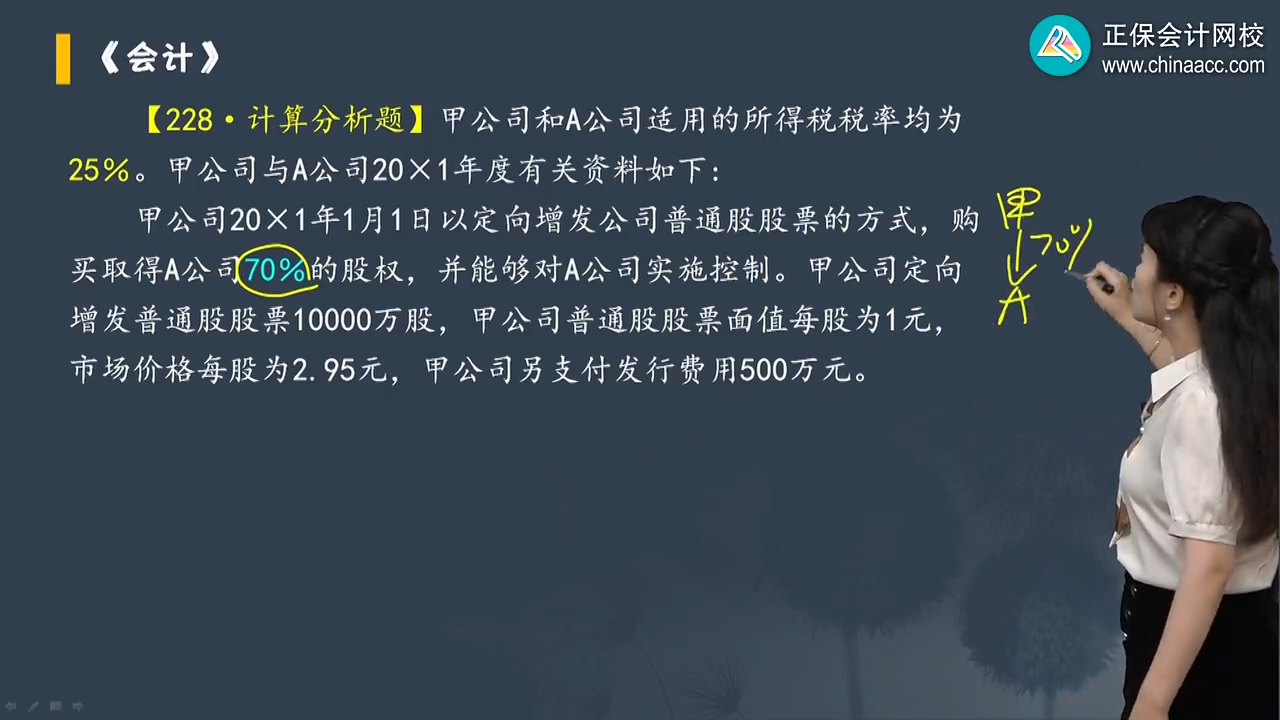 正保会计网校
www.chinaacc.com
《会计》
【228·计算分析题】甲公司和A公司适用的所得税税率均为
25%。甲公司与A公司20×1年度有关资料如下：
甲公司20×1年1月1日以定向增发公司普通股股票的方式，购
买取得A公司70%的股权，并能够对A公司实施控制。甲公司定向
增发普通股股票10000万股，甲公司普通股股票面值每股为1元，
市场价格每股为2.95元，甲公司另支付发行费用500万元。
甲
70%
A